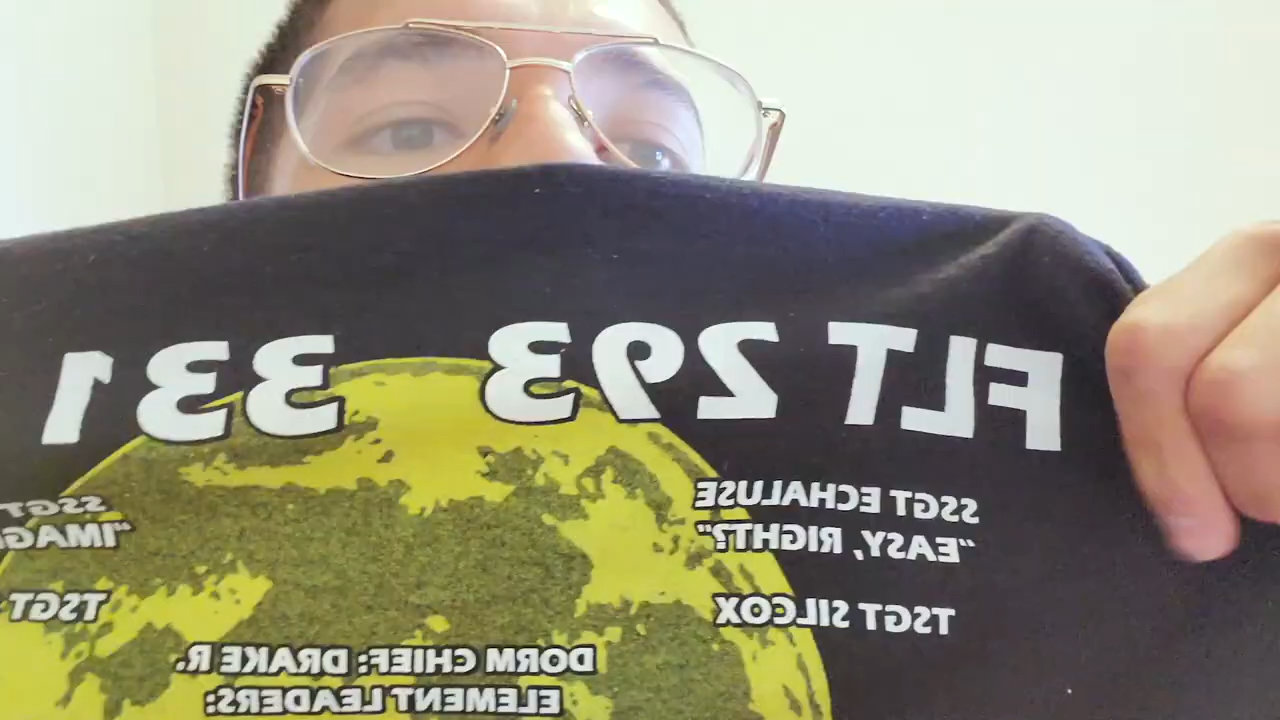 FLT 293 331
SSGT ECHALUSE
"EASY, RIGHT?"
TSGT SILCOX
SSGT
TSGT
DORM CHIEF: DRAKE R.
ELEMENT LEADERS: